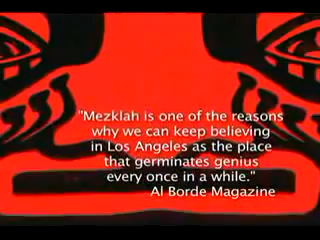 "Mezklah is one of the reasons
why we can keep believing
in Los Angeles as the place
that germinates genius
every once in a while."
Al Borde Magazine